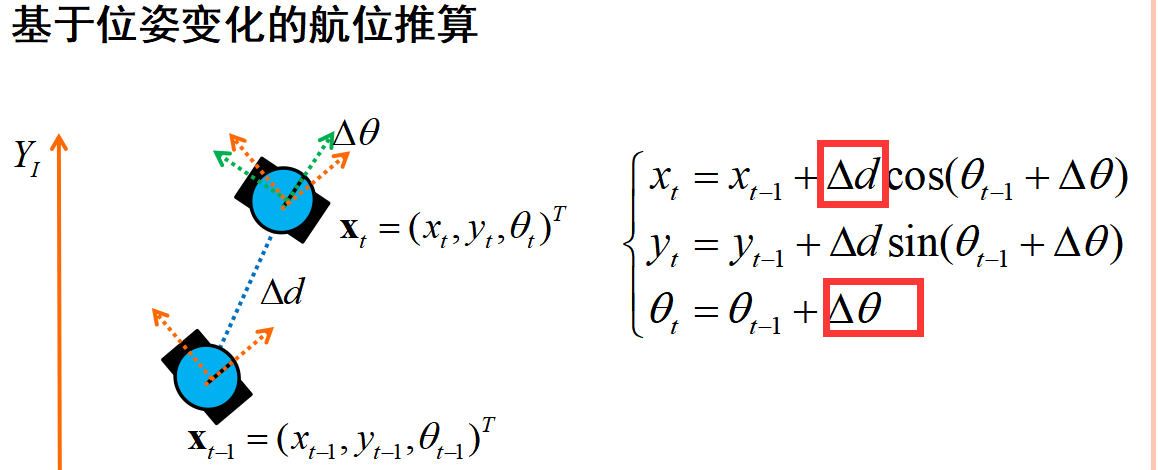 基于位姿变化的航位推算
Y_I
Δθ
x_t = (x_t, y_t, θ_t)^T
Δd
x_{t−1} = (x_{t−1}, y_{t−1}, θ_{t−1})^T
x_t = x_{t−1} + Δd cos(θ_{t−1} + Δθ)
y_t = y_{t−1} + Δd sin(θ_{t−1} + Δθ)
θ_t = θ_{t−1} + Δθ